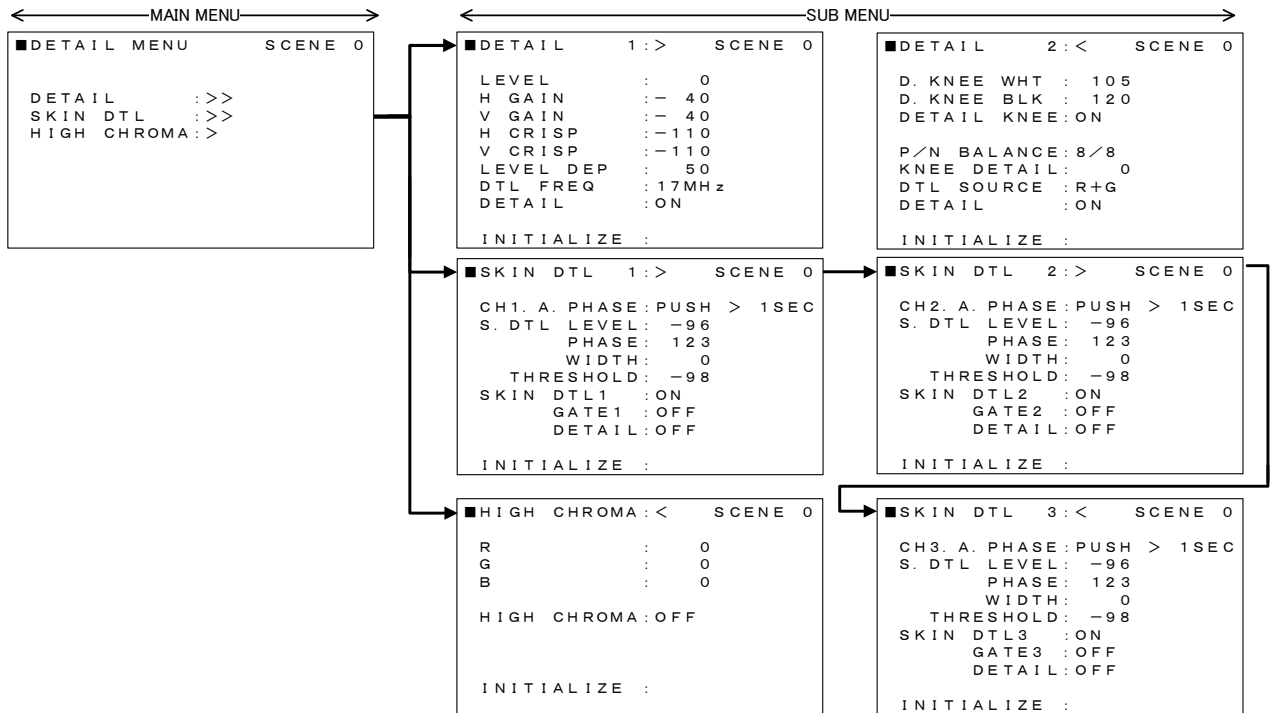 MAIN MENU
SUB MENU
■DETAIL MENU SCENE 0
DETAIL :>>
SKIN DTL :>>
HIGH CHROMA:>
■DETAIL 1:> SCENE 0
LEVEL : 0
H GAIN :− 40
V GAIN :− 40
H CRISP :−110
V CRISP :−110
LEVEL DEP : 50
DTL FREQ :17MHz
DETAIL :ON
INITIALIZE :
■DETAIL 2:< SCENE 0
D. KNEE WHT : 105
D. KNEE BLK : 120
DETAIL KNEE:ON
P/N BALANCE:8/8
KNEE DETAIL: 0
DTL SOURCE :R+G
DETAIL :ON
INITIALIZE :
■SKIN DTL 1:> SCENE 0
CH1. A. PHASE:PUSH > 1SEC
S. DTL LEVEL: −96
PHASE: 123
WIDTH: 0
THRESHOLD: −98
SKIN DTL1 :ON
GATE1 :OFF
DETAIL:OFF
INITIALIZE :
■SKIN DTL 2:> SCENE 0
CH2. A. PHASE:PUSH > 1SEC
S. DTL LEVEL: −96
PHASE: 123
WIDTH: 0
THRESHOLD: −98
SKIN DTL2 :ON
GATE2 :OFF
DETAIL:OFF
INITIALIZE :
■HIGH CHROMA:< SCENE 0
R : 0
G : 0
B : 0
HIGH CHROMA:OFF
INITIALIZE :
■SKIN DTL 3:< SCENE 0
CH3. A. PHASE:PUSH > 1SEC
S. DTL LEVEL: −96
PHASE: 123
WIDTH: 0
THRESHOLD: −98
SKIN DTL3 :ON
GATE3 :OFF
DETAIL:OFF
INITIALIZE :